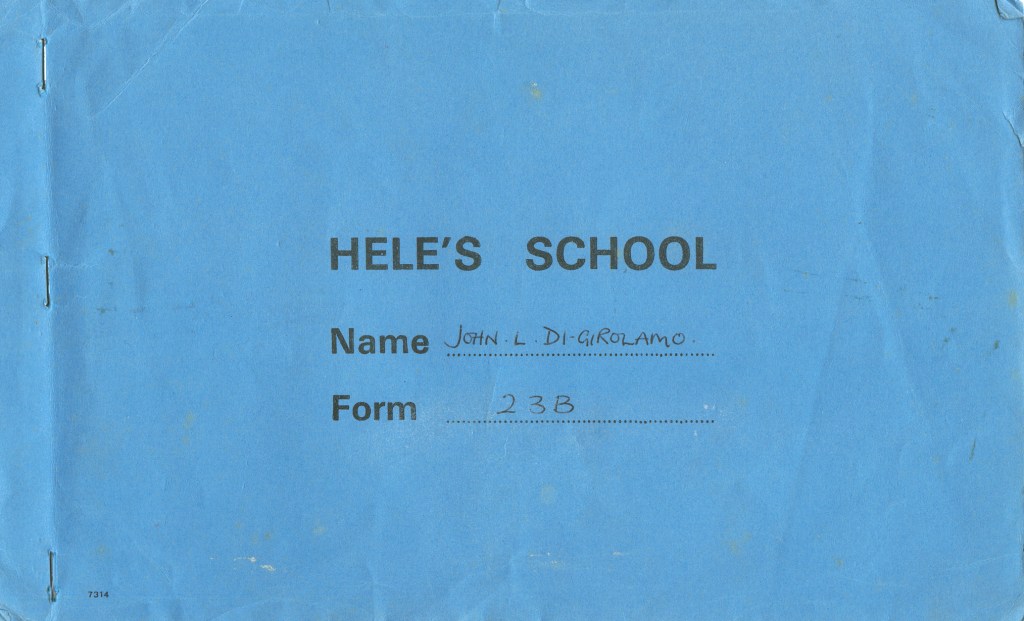 HELE'S SCHOOL
Name JOHN. L. DI-GIROLAMO.
Form 23B
7314